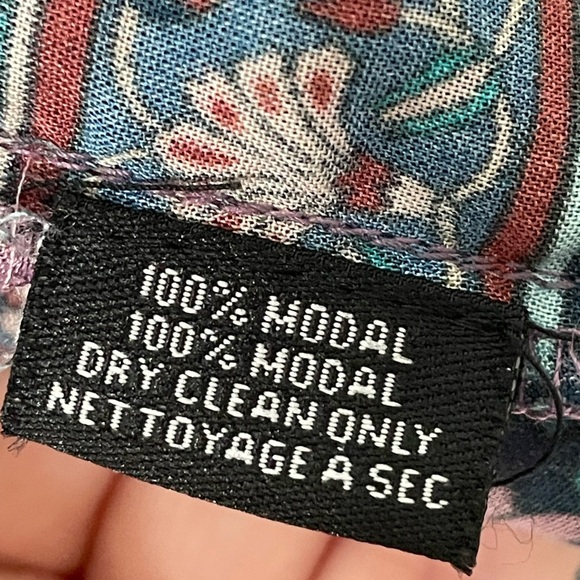 100% MODAL
100% MODAL
DRY CLEAN ONLY
NETTOYAGE A SEC